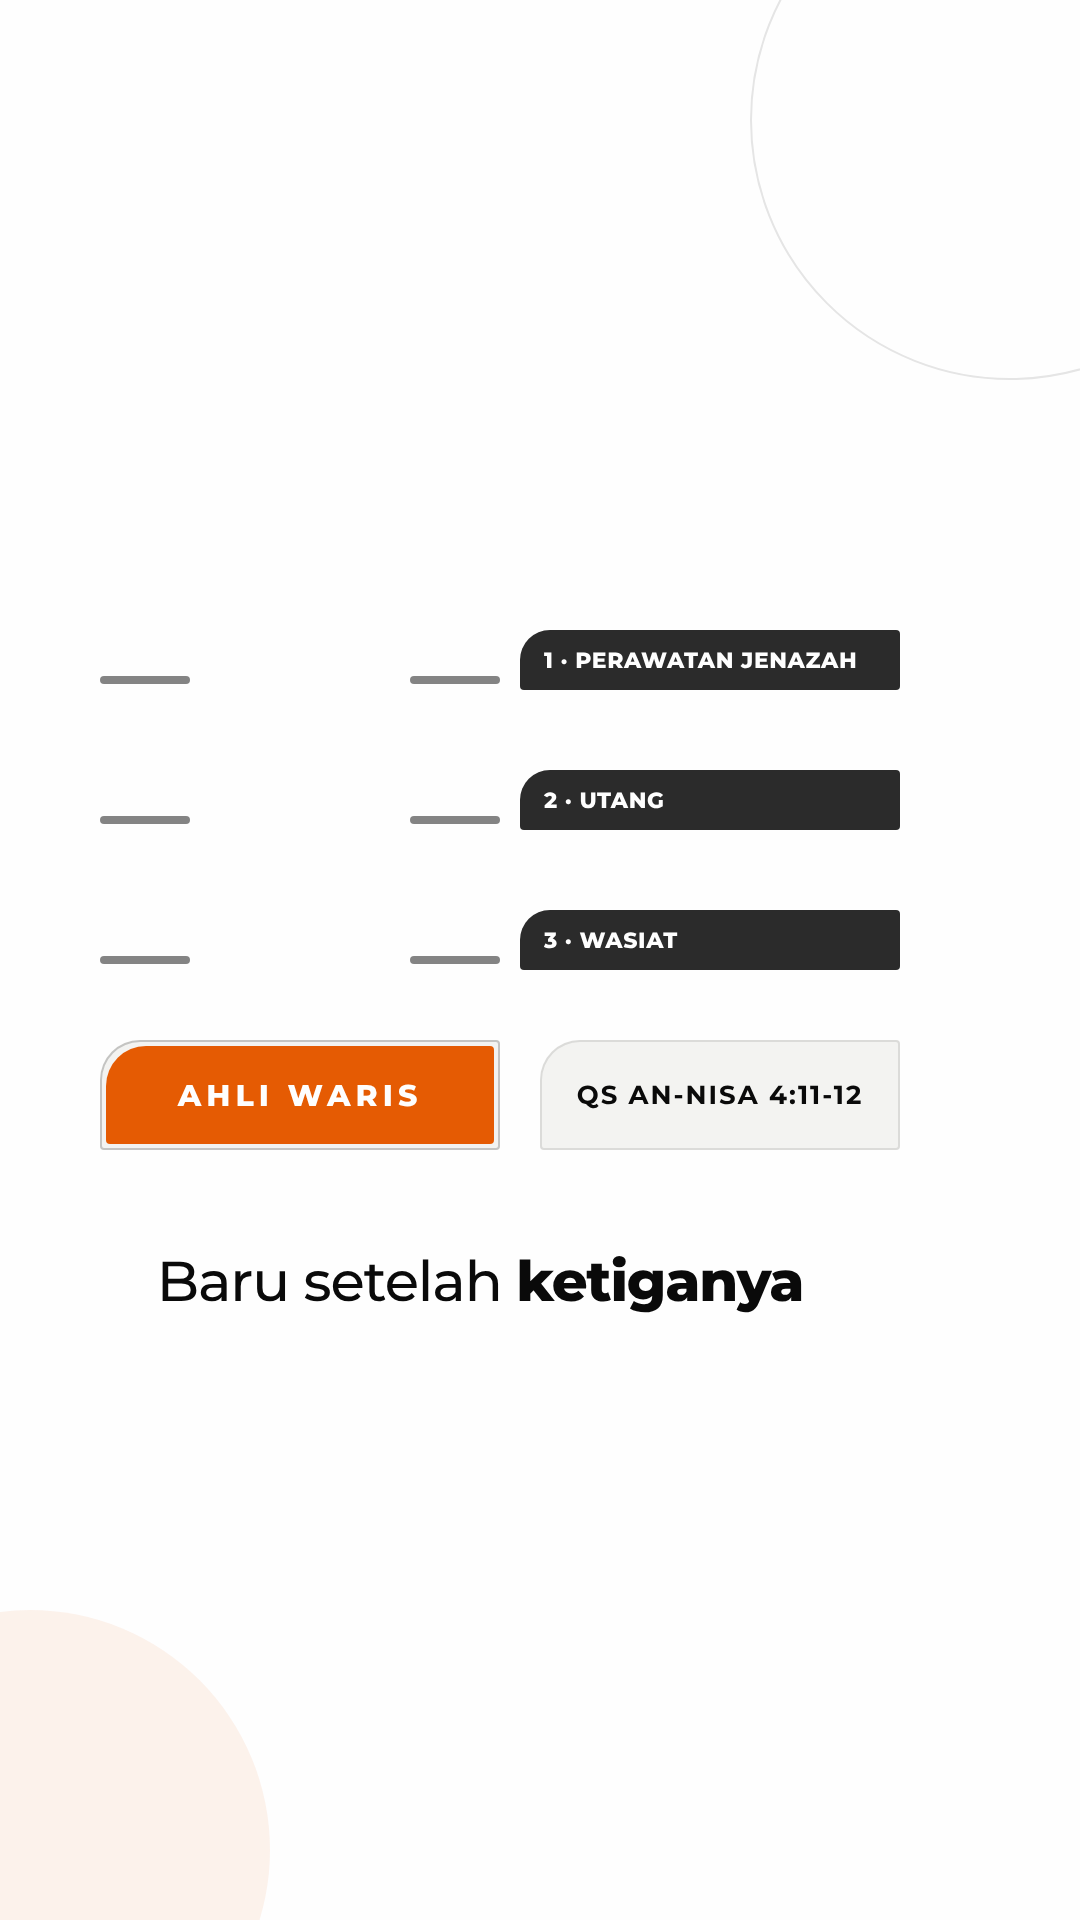 1 · PERAWATAN JENAZAH
2 · UTANG
3 · WASIAT
AHLI WARIS
QS AN-NISA 4:11-12
Baru setelah ketiganya